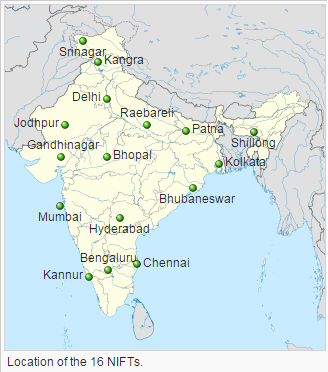 Srinagar
Kangra
Delhi
Raebareli
Jodhpur
Patna
Shillong
Gandhinagar
Bhopal
Kolkata
Bhubaneswar
Mumbai
Hyderabad
Bengaluru
Chennai
Kannur
Location of the 16 NIFTs.